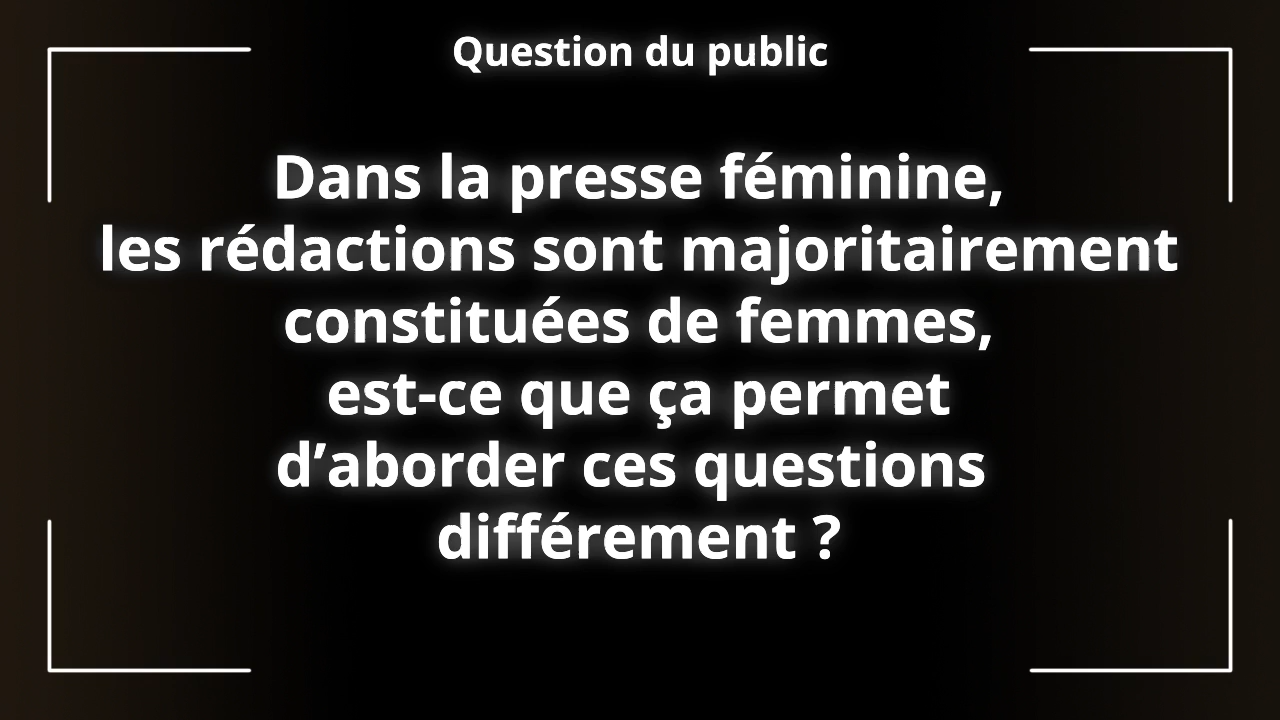 Question du public
Dans la presse féminine,
les rédactions sont majoritairement
constituées de femmes,
est-ce que ça permet
d’aborder ces questions
différement ?